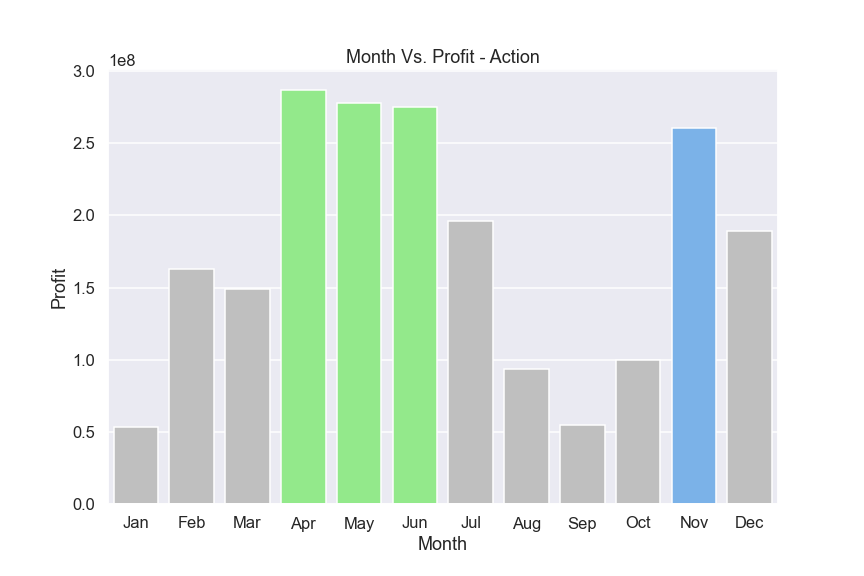 Month Vs. Profit - Action
1e8
3.0
2.5
2.0
1.5
1.0
0.5
0.0
Profit
Jan Feb Mar Apr May Jun Jul Aug Sep Oct Nov Dec
Month